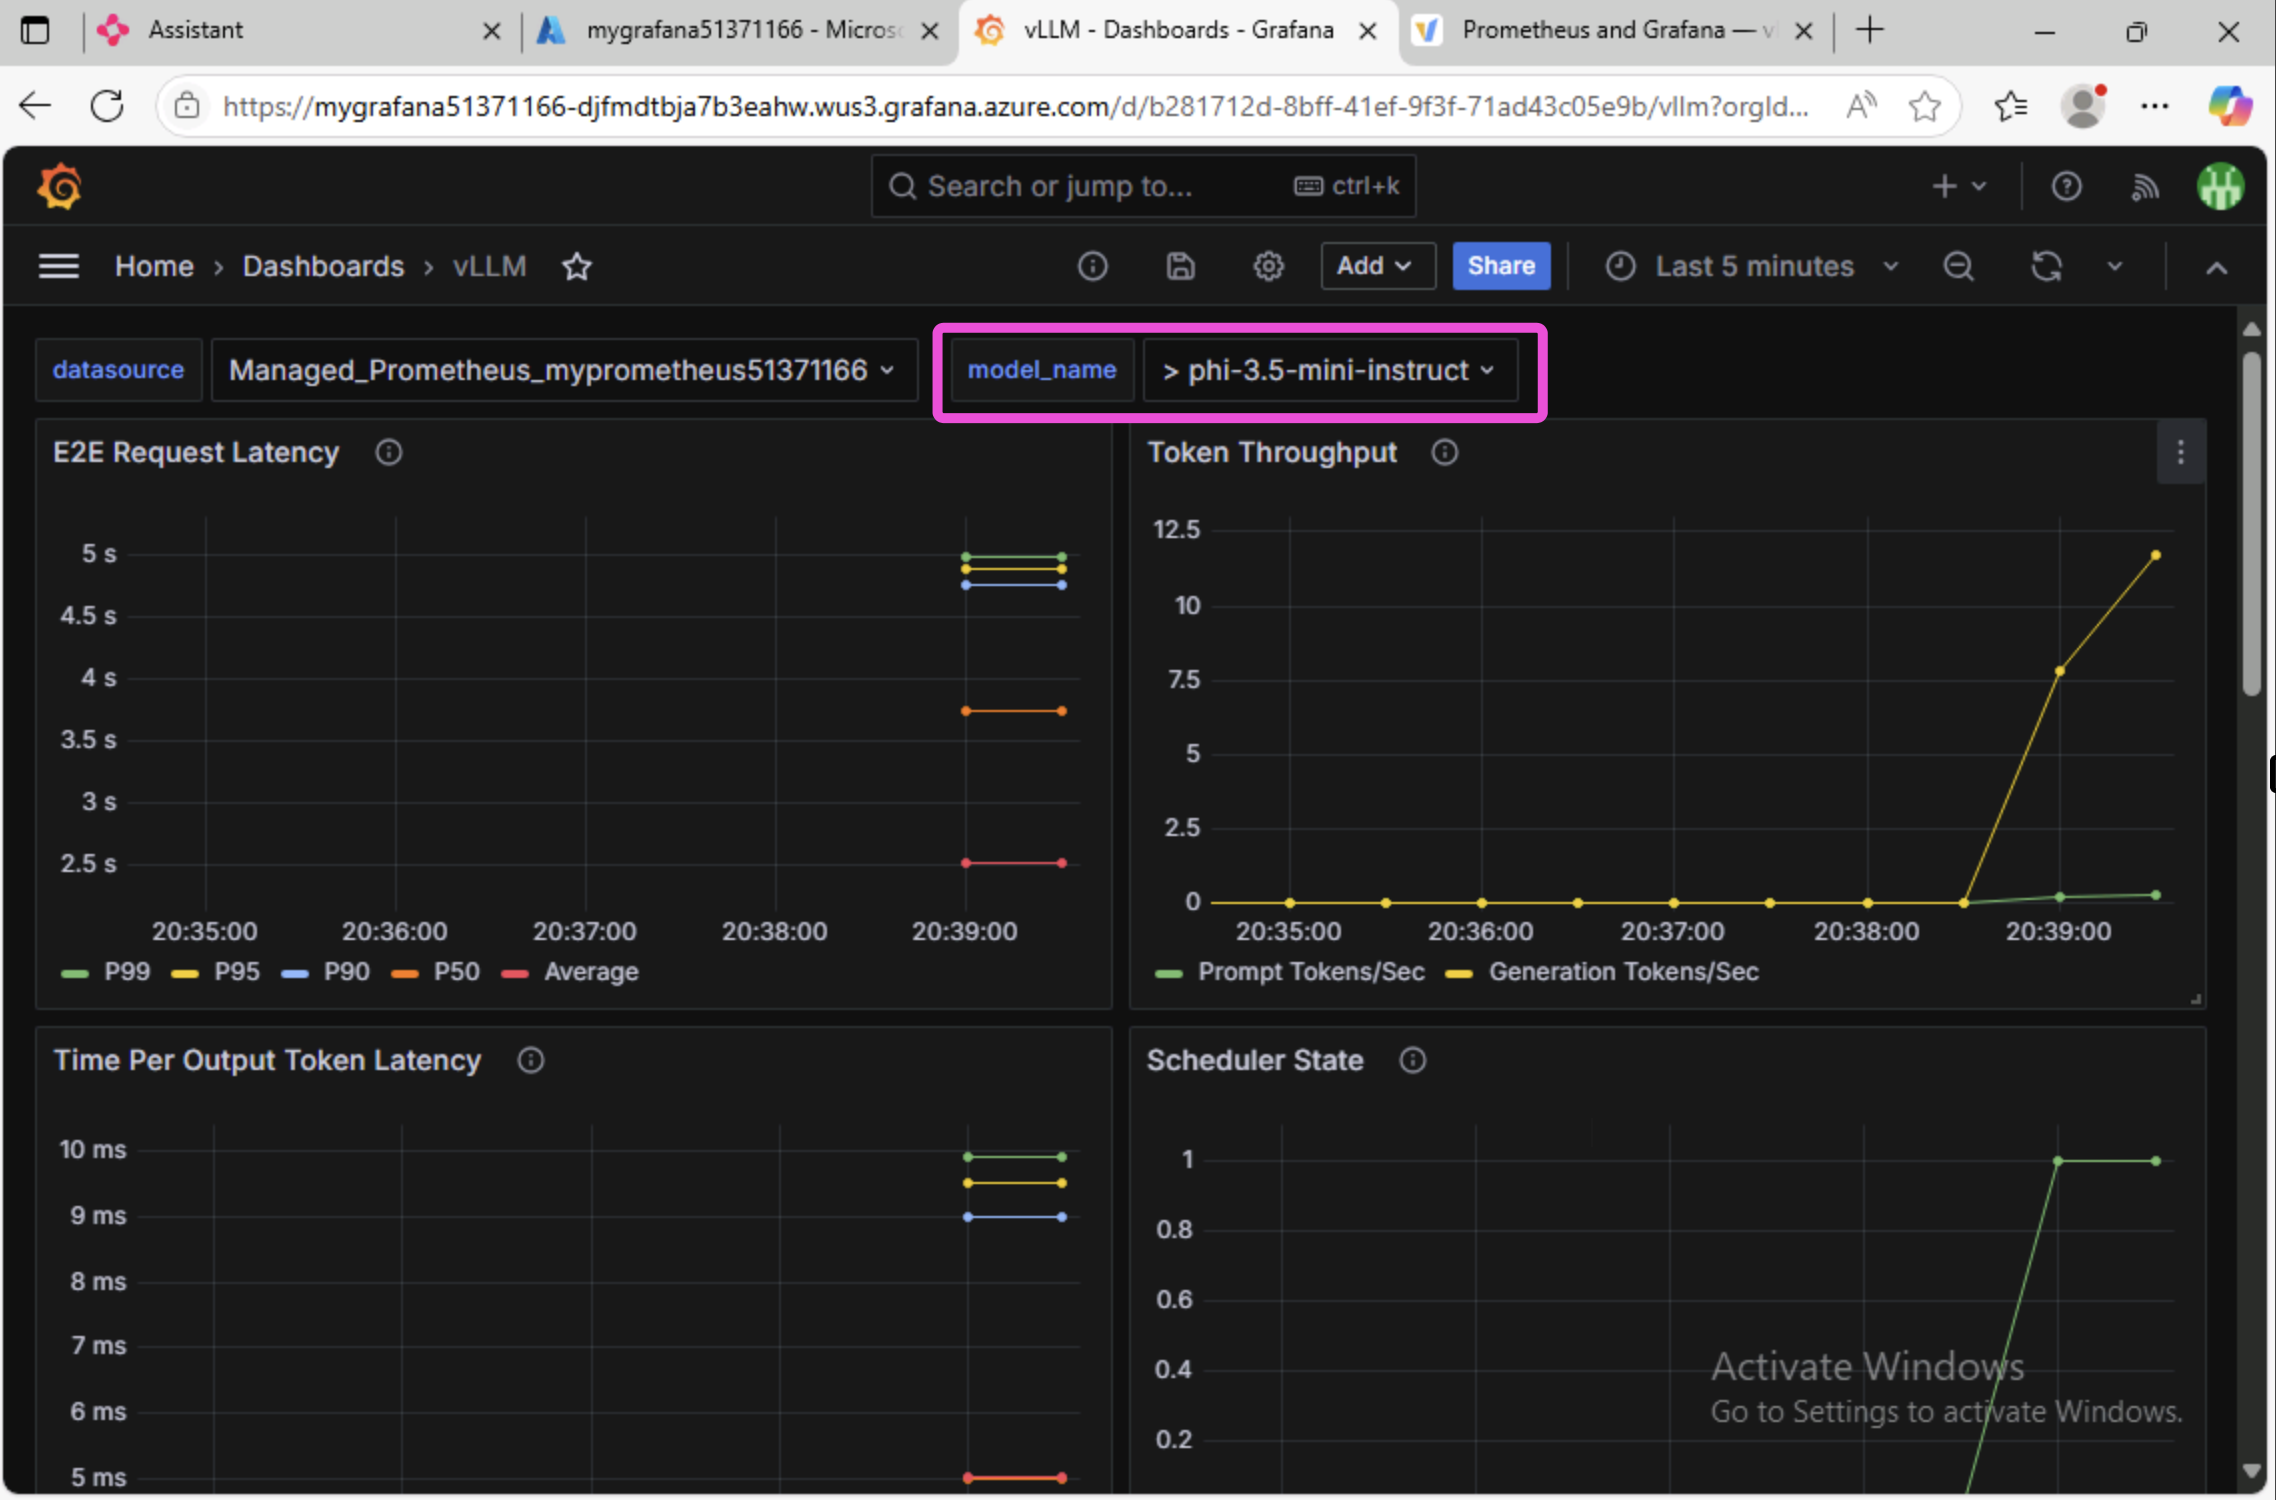 Assistant
mygrafana51371166 - Micros
vLLM - Dashboards - Grafana
Prometheus and Grafana — v
https://mygrafana51371166-djfmdtbja7b3eahw.wus3.grafana.azure.com/d/b281712d-8bff-41ef-9f3f-71ad43c05e9b/vllm?orgId...
Search or jump to... ctrl+k
Home › Dashboards › vLLM
Add
Share
Last 5 minutes
datasource
Managed_Prometheus_myprometheus51371166
model_name
> phi-3.5-mini-instruct
E2E Request Latency
5 s
4.5 s
4 s
3.5 s
3 s
2.5 s
20:35:00 20:36:00 20:37:00 20:38:00 20:39:00
P99 P95 P90 P50 Average
Token Throughput
12.5
10
7.5
5
2.5
0
20:35:00 20:36:00 20:37:00 20:38:00 20:39:00
Prompt Tokens/Sec Generation Tokens/Sec
Time Per Output Token Latency
10 ms
9 ms
8 ms
7 ms
6 ms
5 ms
Scheduler State
1
0.8
0.6
0.4
0.2
Activate Windows
Go to Settings to activate Windows.